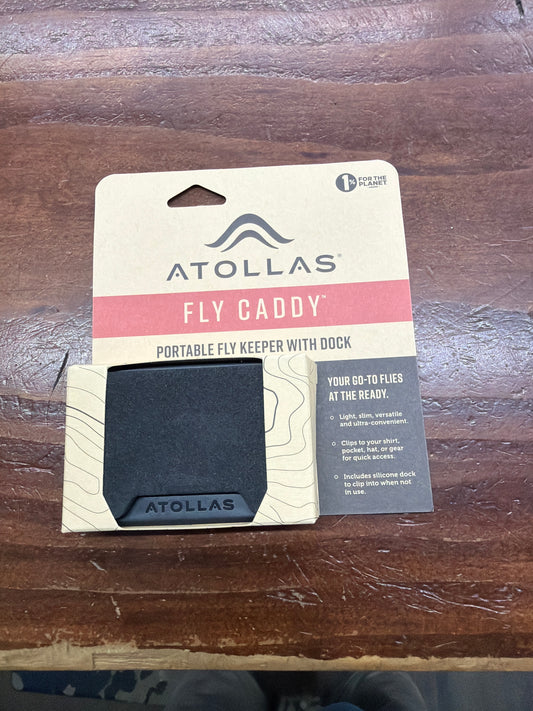 1%
FOR THE
PLANET
ATOLLAS®
FLY CADDY™
PORTABLE FLY KEEPER WITH DOCK
YOUR GO-TO FLIES
AT THE READY.
Light, slim, versatile
and ultra-convenient.
Clips to your shirt,
pocket, hat, or gear
for quick access.
Includes silicone dock
to clip into when not
in use.
ATOLLAS